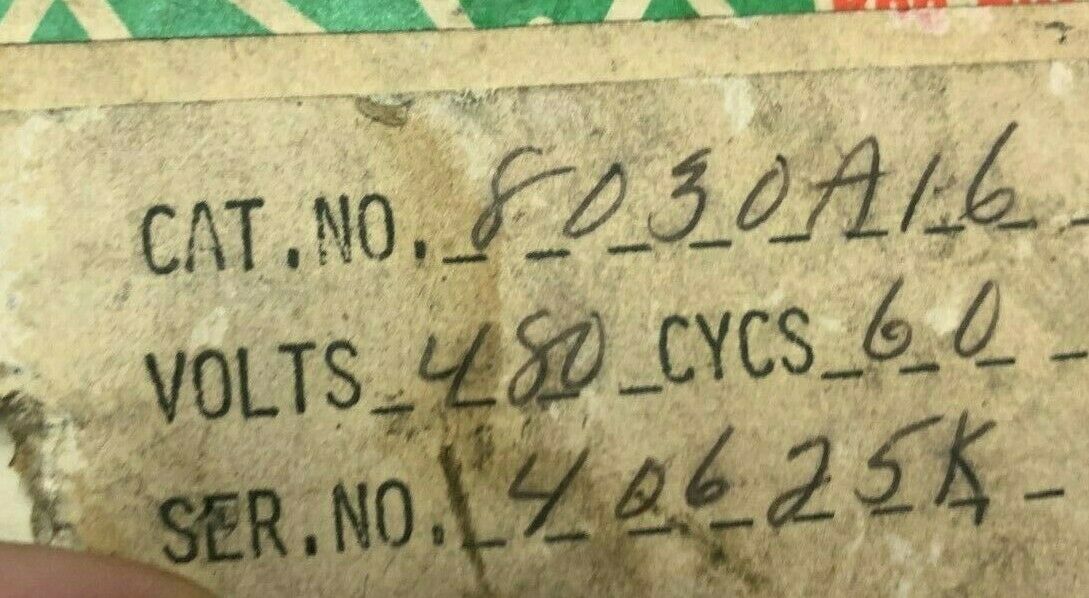 CAT.NO. 8030A16
VOLTS 480 CYCS 60
SER.NO. 40625K